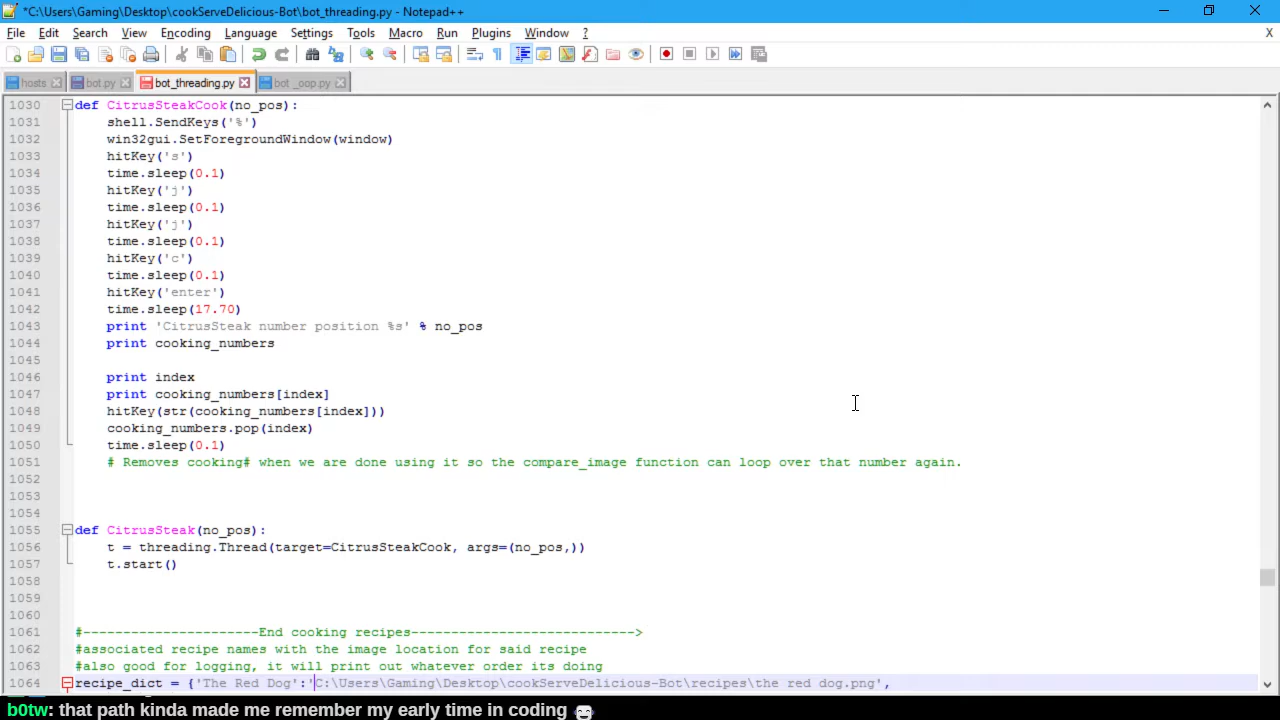 *C:\Users\Gaming\Desktop\cookServeDelicious-Bot\bot_threading.py - Notepad++
File Edit Search View Encoding Language Settings Tools Macro Run Plugins Window ? X
hosts bot.py bot_threading.py bot _oop.py
1030 def CitrusSteakCook(no_pos):
1031 shell.SendKeys('%')
1032 win32gui.SetForegroundWindow(window)
1033 hitKey('s')
1034 time.sleep(0.1)
1035 hitKey('j')
1036 time.sleep(0.1)
1037 hitKey('j')
1038 time.sleep(0.1)
1039 hitKey('c')
1040 time.sleep(0.1)
1041 hitKey('enter')
1042 time.sleep(17.70)
1043 print 'CitrusSteak number position %s' % no_pos
1044 print cooking_numbers
1045
1046 print index
1047 print cooking_numbers[index]
1048 hitKey(str(cooking_numbers[index]))
1049 cooking_numbers.pop(index)
1050 time.sleep(0.1)
1051 # Removes cooking# when we are done using it so the compare_image function can loop over that number again.
1052
1053
1054
1055 def CitrusSteak(no_pos):
1056 t = threading.Thread(target=CitrusSteakCook, args=(no_pos,))
1057 t.start()
1058
1059
1060
1061 #----------------------End cooking recipes---------------------------->
1062 #associated recipe names with the image location for said recipe
1063 #also good for logging, it will print out whatever order its doing
1064 recipe_dict = {'The Red Dog':'C:\Users\Gaming\Desktop\cookServeDelicious-Bot\recipes\the red dog.png',
b0tw: that path kinda made me remember my early time in coding